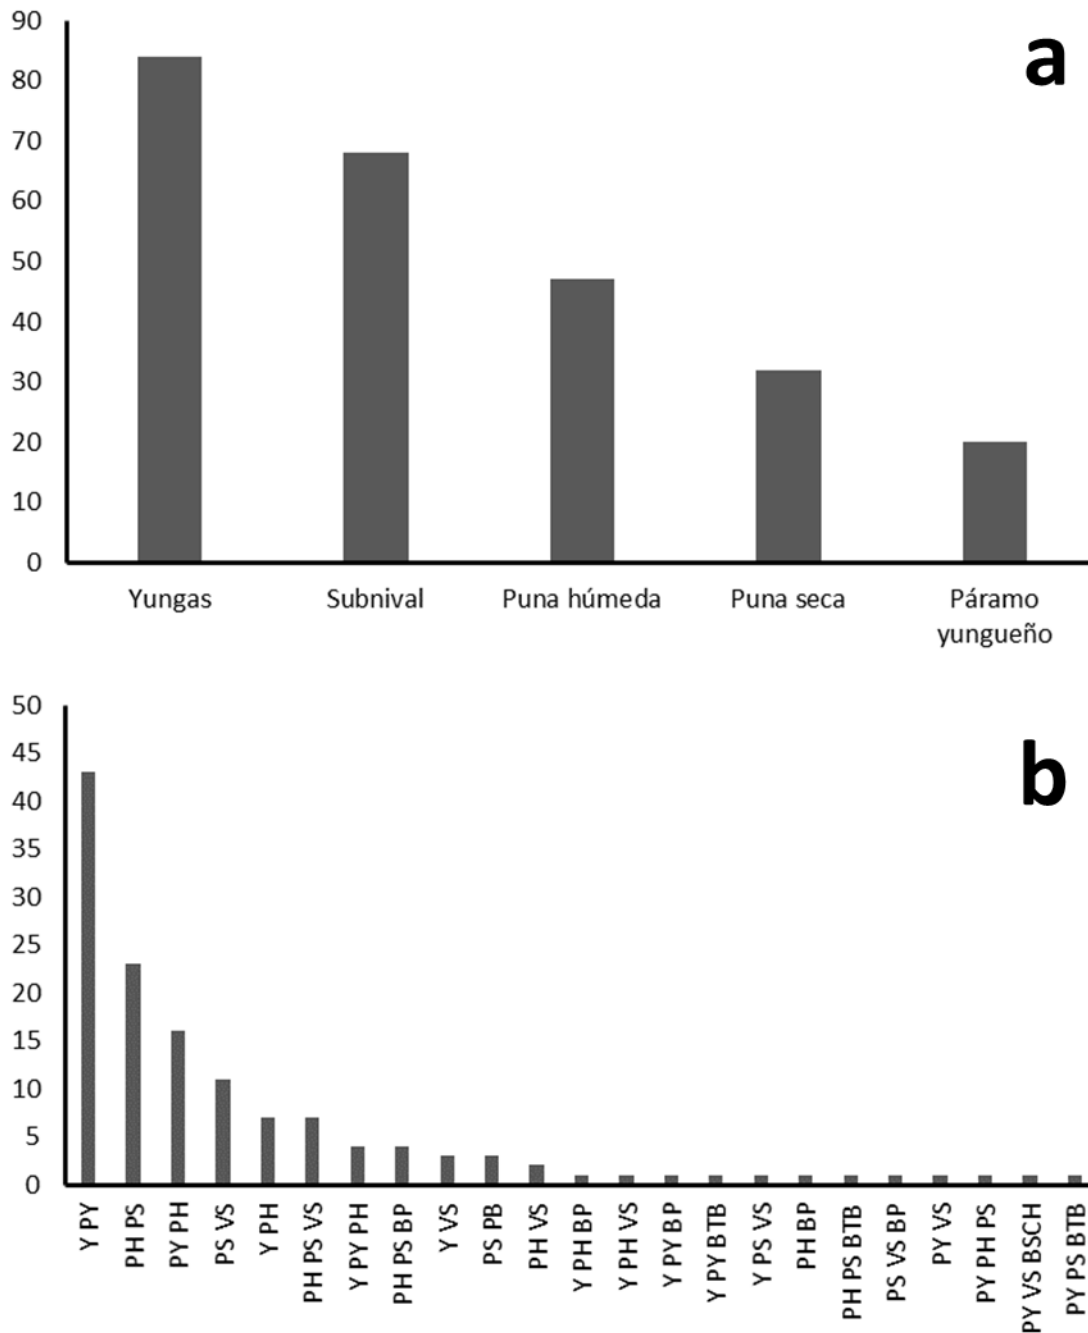 90
a
80
70
60
50
40
30
20
10
0
Yungas
Subnival
Puna húmeda
Puna seca
Páramo
yungueño
50
45
b
40
35
30
25
20
15
10
5
0
Y PY
PH PS
PY PH
PS VS
Y PH
PH PS VS
Y PY PH
PH PS BP
Y VS
PS PB
PH VS
Y PH BP
Y PH VS
Y PY BP
Y PY BTB
Y PS VS
PH BP
PH PS BTB
PS VS BP
PY VS
PY PH PS
PY VS BSCH
PY PS BTB